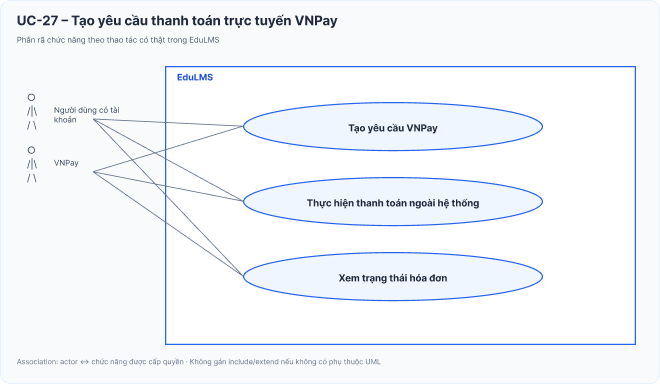 UC-27 – Tạo yêu cầu thanh toán trực tuyến VNPay
Phân rã chức năng theo thao tác có thật trong EduLMS
EduLMS
Người dùng có tài
khoản
VNPay
Tạo yêu cầu VNPay
Thực hiện thanh toán ngoài hệ thống
Xem trạng thái hóa đơn
Association: actor ↔ chức năng được cấp quyền · Không gán include/extend nếu không có phụ thuộc UML